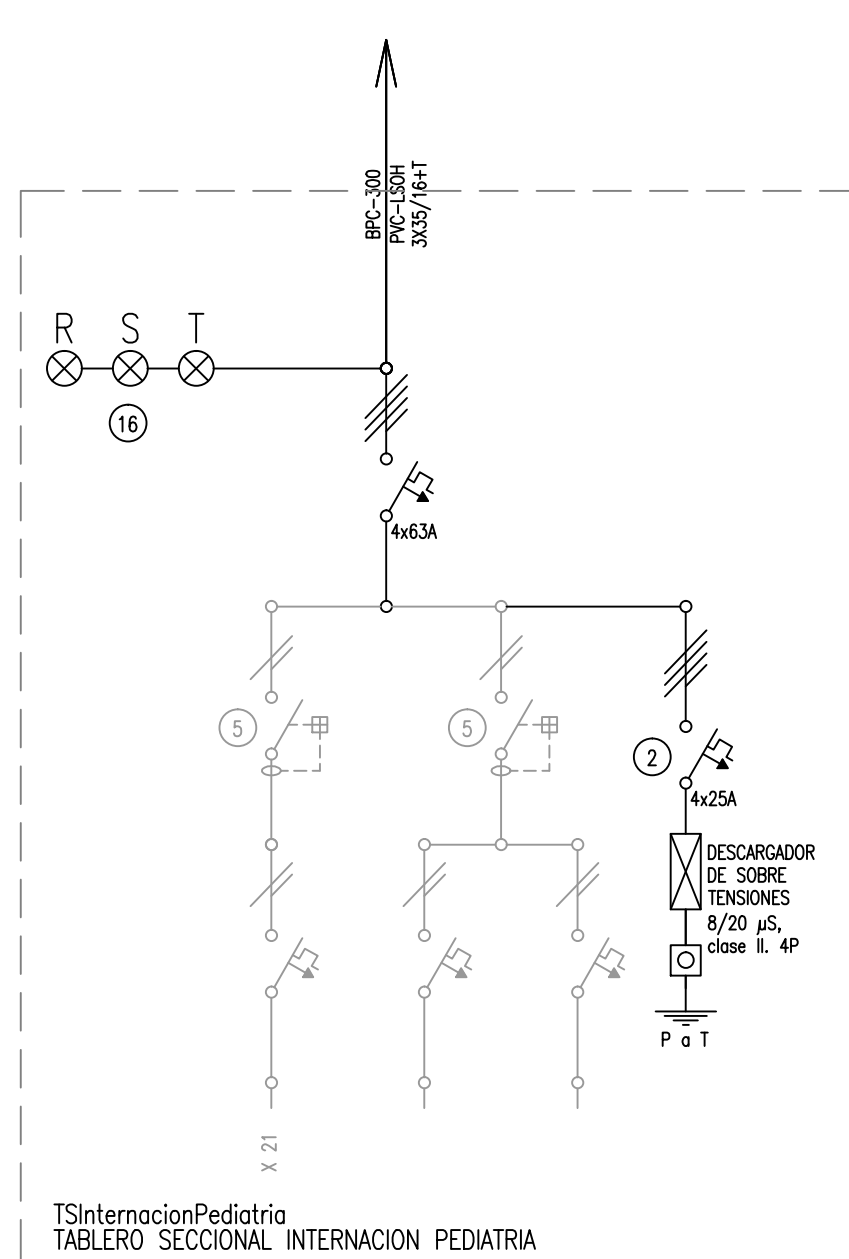 BPC-300
PVC-LSOH
3X35/16+T
R S T
16
4x63A
5
5
2
4x25A
DESCARGADOR
DE SOBRE
TENSIONES
8/20 µS,
clase II. 4P
P a T
X 21
TSInternacionPediatria
TABLERO SECCIONAL INTERNACION PEDIATRIA